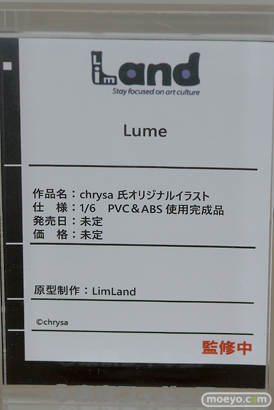 LimLand
Stay focused on art culture
Lume
作品名：chrysa 氏オリジナルイラスト
仕　様：1/6　PVC＆ABS 使用完成品
発売日：未定
価　格：未定
原型制作：LimLand
©chrysa
監修中
moeyo.com